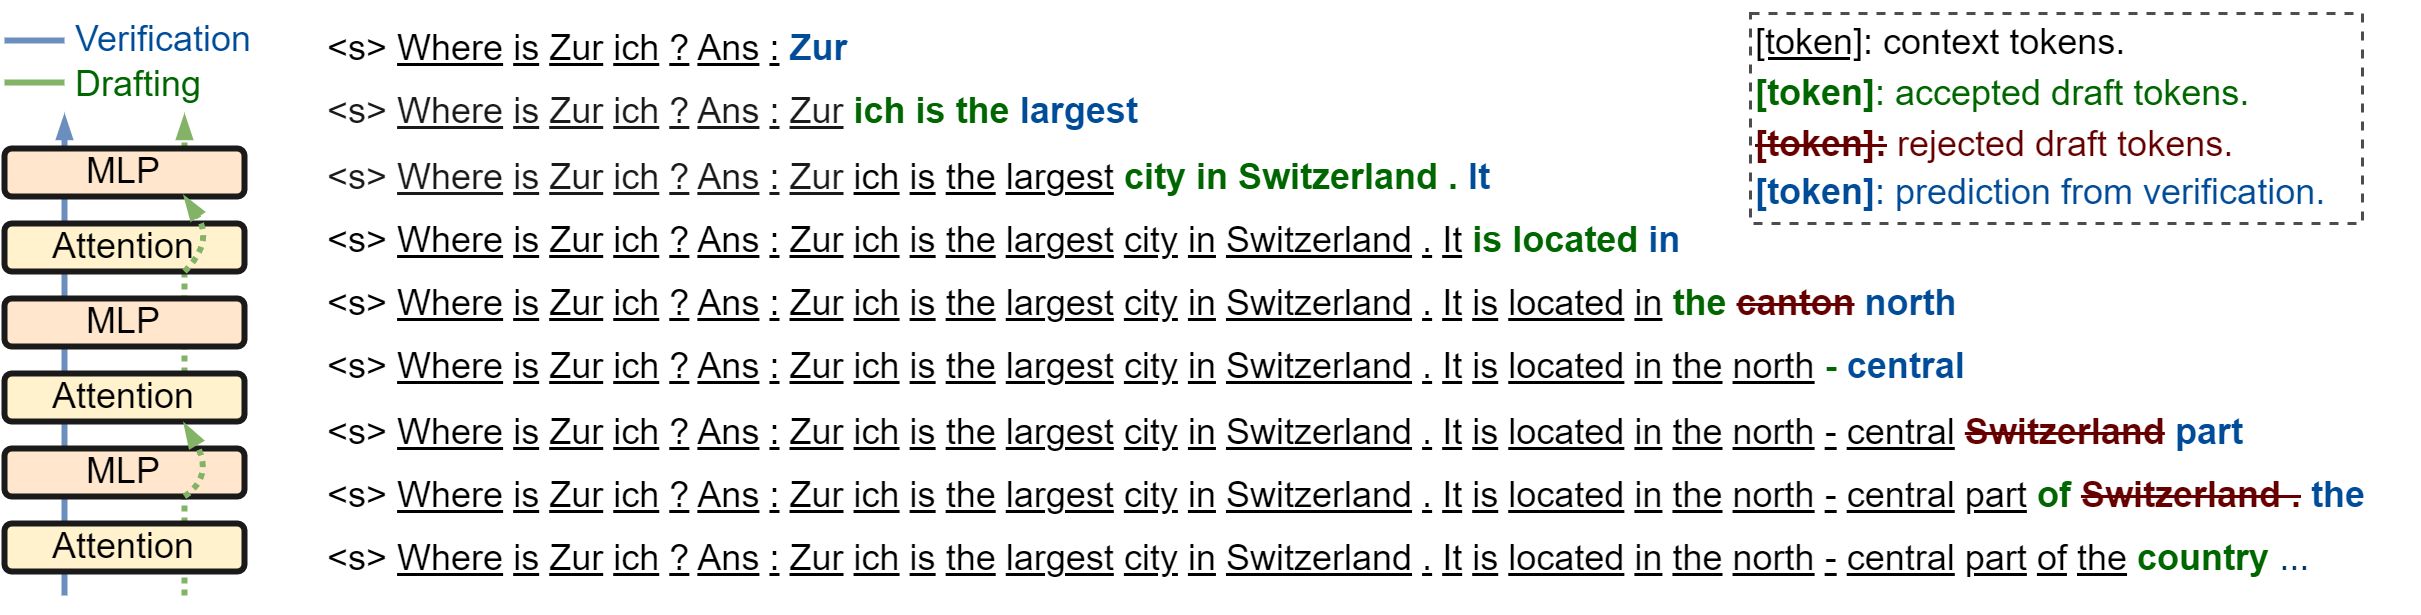 Verification
Drafting
MLP
Attention
MLP
Attention
MLP
Attention
<s> Where is Zur ich ? Ans : Zur
<s> Where is Zur ich ? Ans : Zur ich is the largest
<s> Where is Zur ich ? Ans : Zur ich is the largest city in Switzerland . It
<s> Where is Zur ich ? Ans : Zur ich is the largest city in Switzerland . It is located in
<s> Where is Zur ich ? Ans : Zur ich is the largest city in Switzerland . It is located in the canton north
<s> Where is Zur ich ? Ans : Zur ich is the largest city in Switzerland . It is located in the north - central
<s> Where is Zur ich ? Ans : Zur ich is the largest city in Switzerland . It is located in the north - central Switzerland part
<s> Where is Zur ich ? Ans : Zur ich is the largest city in Switzerland . It is located in the north - central part of Switzerland . the
<s> Where is Zur ich ? Ans : Zur ich is the largest city in Switzerland . It is located in the north - central part of the country ...
[token]: context tokens.
[token]: accepted draft tokens.
[token]: rejected draft tokens.
[token]: prediction from verification.